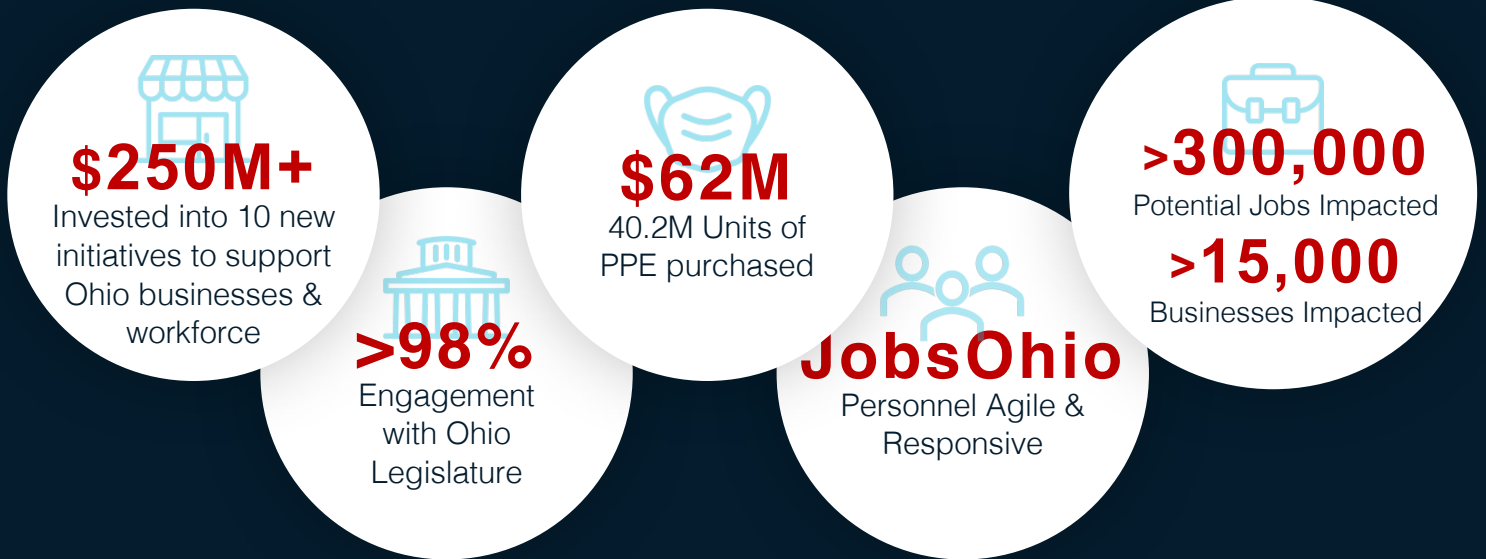 $250M+
Invested into 10 new
initiatives to support
Ohio businesses &
workforce
>98%
Engagement
with Ohio
Legislature
$62M
40.2M Units of
PPE purchased
JobsOhio
Personnel Agile &
Responsive
>300,000
Potential Jobs Impacted
>15,000
Businesses Impacted